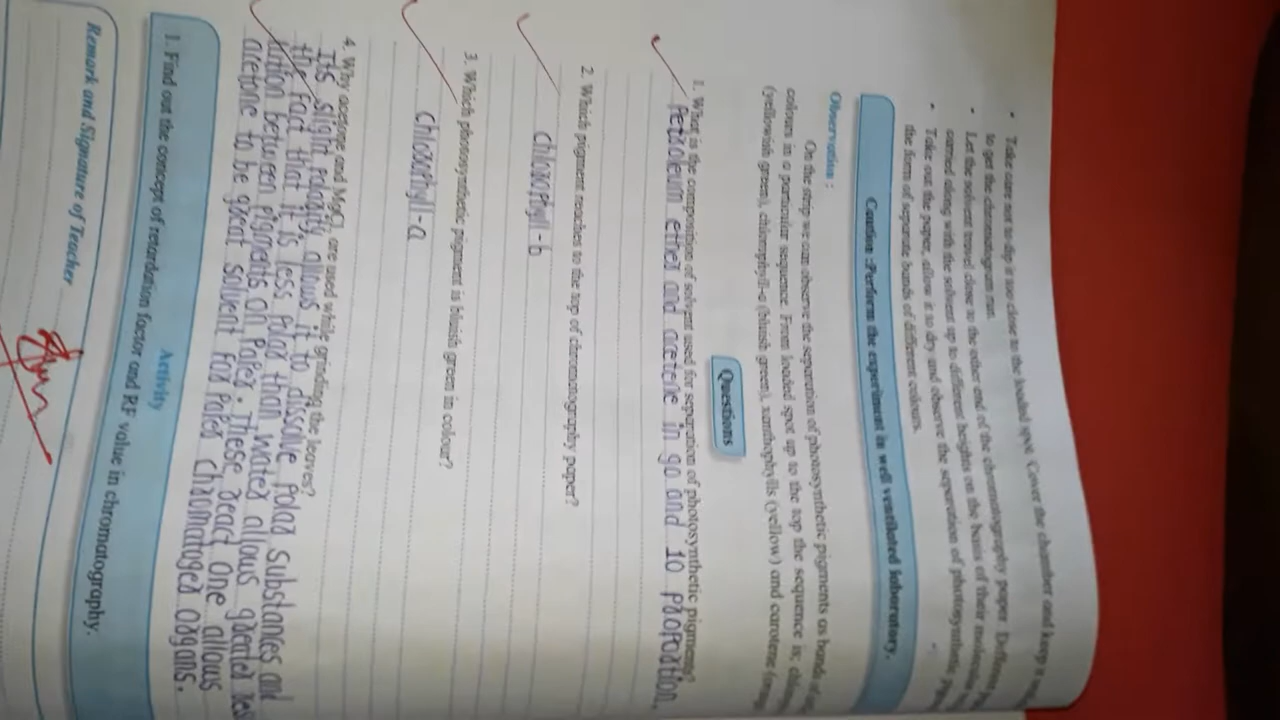 Take care not to dip it too close to the loaded spot. Cover the chamber and keep it
to get the chromatogram run.
Let the solvent travel close to the other end of the chromatography paper.
carried along with the solvent up to different heights on the basis of their molecular
Take out the paper, allow it to dry and observe the separation of photosynthetic
the form of separate bands of different colours.
Caution :Perform the experiment in well ventilated laboratory.
Observation :
On the strip we can observe the separation of photosynthetic pigments as bands of
colours in a particular sequence. From loaded spot up to the top the sequence is;
(yellowish green), chlorophyll-a (bluish green), xanthophylls (yellow) and carotene
Questions
1. What is the composition of solvent used for separation of photosynthetic pigments?
Petroleum ether and acetene in 90 and 10 propoation.
2. Which pigment reaches to the top of chromatography paper?
chlorophyll-b
3. Which photosynthetic pigment is bluish green in colour?
chlorophyll-a
4. Why acetone and MgCl₂ are used while grinding the leaves?
Its slight polarity, allows it to dissolve polar substances and
the fact that it is less polar than water allows greater
between pigments on paper. These react one allows
acetone to be great solvent for paper chromatoger organs.
Activity
1. Find out the concept of retardation factor and RF value in chromatography.
Remark and Signature of Teacher